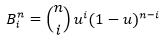 $B_i^n = \binom{n}{i} u^i (1 - u)^{n-i}$